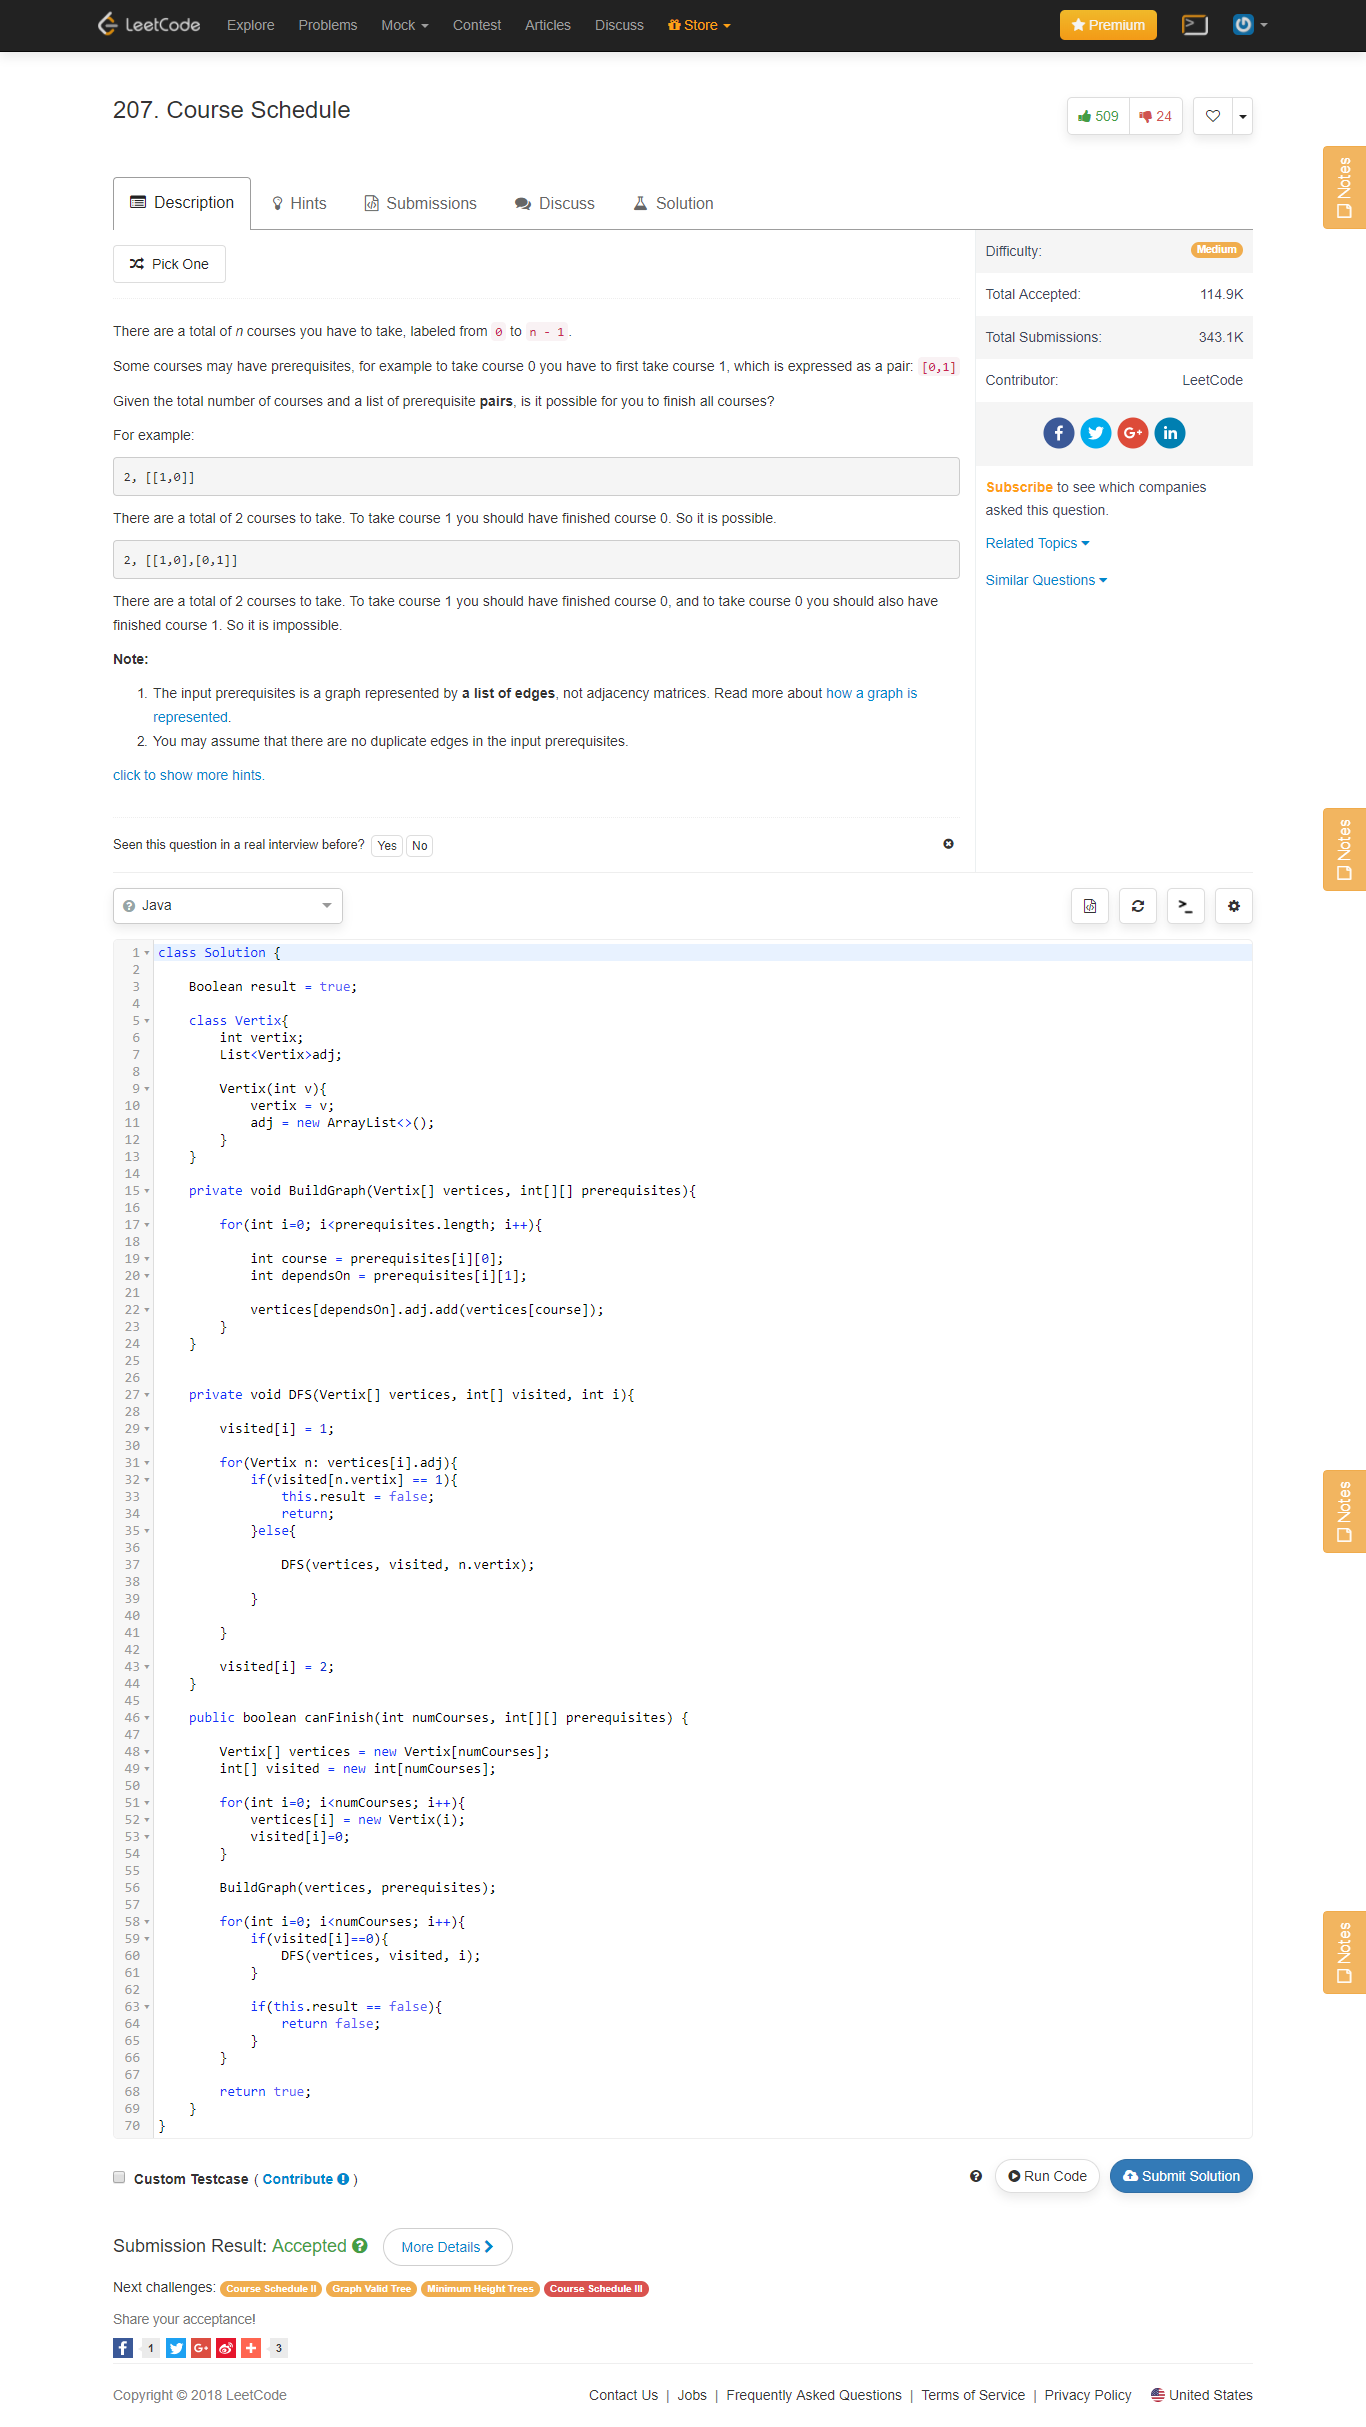 LeetCode Explore Problems Mock Contest Articles Discuss Store Premium
207. Course Schedule
509 24
Notes
Description Hints Submissions Discuss Solution
Pick One
Difficulty: Medium
Total Accepted: 114.9K
Total Submissions: 343.1K
Contributor: LeetCode
Subscribe to see which companies
asked this question.
Related Topics
Similar Questions
There are a total of n courses you have to take, labeled from 0 to n - 1.
Some courses may have prerequisites, for example to take course 0 you have to first take course 1, which is expressed as a pair: [0,1]
Given the total number of courses and a list of prerequisite pairs, is it possible for you to finish all courses?
For example:
2, [[1,0]]
There are a total of 2 courses to take. To take course 1 you should have finished course 0. So it is possible.
2, [[1,0],[0,1]]
There are a total of 2 courses to take. To take course 1 you should have finished course 0, and to take course 0 you should also have
finished course 1. So it is impossible.
Note:
1. The input prerequisites is a graph represented by a list of edges, not adjacency matrices. Read more about how a graph is
represented.
2. You may assume that there are no duplicate edges in the input prerequisites.
click to show more hints.
Notes
Seen this question in a real interview before? Yes No
Java
1 class Solution {
2
3     Boolean result = true;
4
5     class Vertix{
6         int vertix;
7         List<Vertix>adj;
8
9         Vertix(int v){
10             vertix = v;
11             adj = new ArrayList<>();
12         }
13     }
14
15     private void BuildGraph(Vertix[] vertices, int[][] prerequisites){
16
17         for(int i=0; i<prerequisites.length; i++){
18
19             int course = prerequisites[i][0];
20             int dependsOn = prerequisites[i][1];
21
22             vertices[dependsOn].adj.add(vertices[course]);
23         }
24     }
25
26
27     private void DFS(Vertix[] vertices, int[] visited, int i){
28
29         visited[i] = 1;
30
31         for(Vertix n: vertices[i].adj){
32             if(visited[n.vertix] == 1){
33                 this.result = false;
34                 return;
35             }else{
36
37                 DFS(vertices, visited, n.vertix);
38
39             }
40
41         }
42
43         visited[i] = 2;
44     }
45
46     public boolean canFinish(int numCourses, int[][] prerequisites) {
47
48         Vertix[] vertices = new Vertix[numCourses];
49         int[] visited = new int[numCourses];
50
51         for(int i=0; i<numCourses; i++){
52             vertices[i] = new Vertix(i);
53             visited[i]=0;
54         }
55
56         BuildGraph(vertices, prerequisites);
57
58         for(int i=0; i<numCourses; i++){
59             if(visited[i]==0){
60                 DFS(vertices, visited, i);
61             }
62
63             if(this.result == false){
64                 return false;
65             }
66         }
67
68         return true;
69     }
70 }
Notes
Notes
Custom Testcase ( Contribute ) Run Code Submit Solution
Submission Result: Accepted More Details
Next challenges: Course Schedule II Graph Valid Tree Minimum Height Trees Course Schedule III
Share your acceptance!
1 3
Copyright © 2018 LeetCode Contact Us | Jobs | Frequently Asked Questions | Terms of Service | Privacy Policy United States